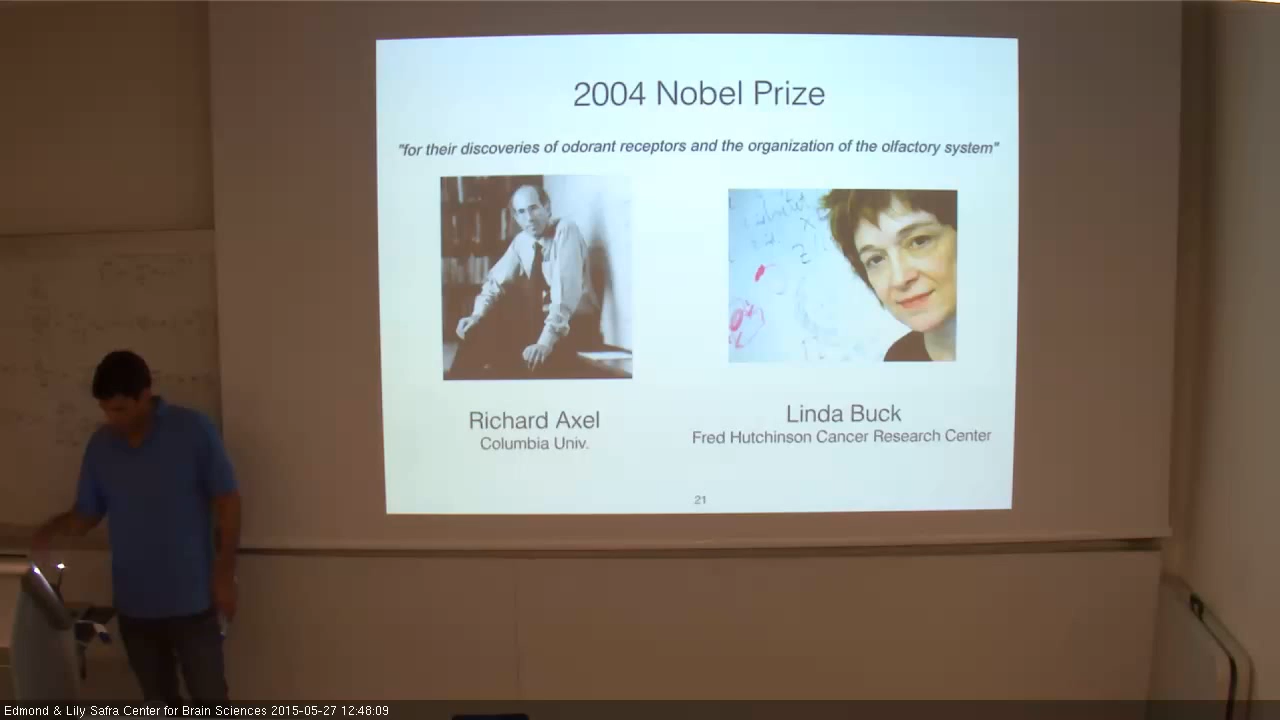 2004 Nobel Prize
"for their discoveries of odorant receptors and the organization of the olfactory system"
Richard Axel
Columbia Univ.
Linda Buck
Fred Hutchinson Cancer Research Center
21
Edmond & Lily Safra Center for Brain Sciences 2015-05-27 12:48:09